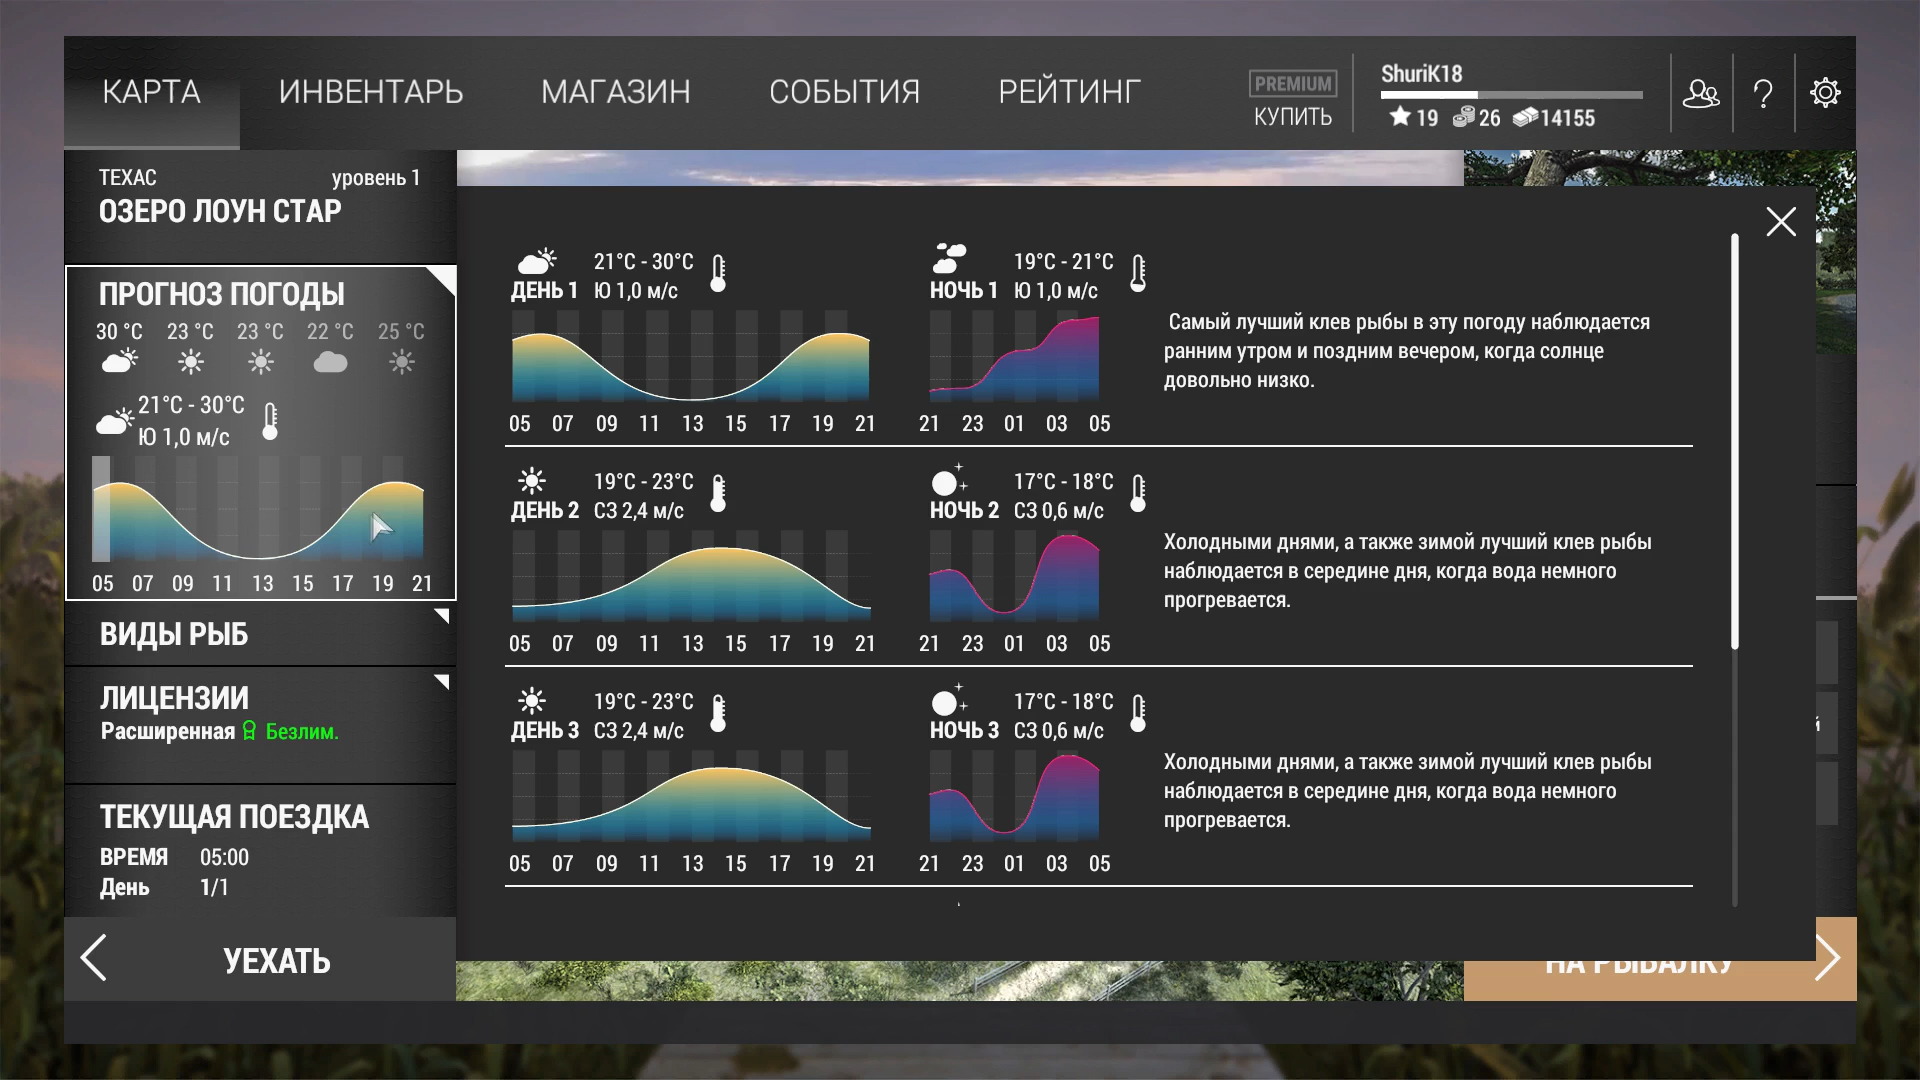 КАРТА
ИНВЕНТАРЬ
МАГАЗИН
СОБЫТИЯ
РЕЙТИНГ
PREMIUM
КУПИТЬ
ShuriK18
19 26 14155
?
ТЕХАС уровень 1
ОЗЕРО ЛОУН СТАР
ПРОГНОЗ ПОГОДЫ
30 °C 23 °C 23 °C 22 °C 25 °C
21°C - 30°C
Ю 1,0 м/с
05 07 09 11 13 15 17 19 21
ВИДЫ РЫБ
ЛИЦЕНЗИИ
Расширенная Безлим.
ТЕКУЩАЯ ПОЕЗДКА
ВРЕМЯ 05:00
День 1/1
УЕХАТЬ
ДЕНЬ 1
21°C - 30°C
Ю 1,0 м/с
05 07 09 11 13 15 17 19 21
НОЧЬ 1
19°C - 21°C
Ю 1,0 м/с
21 23 01 03 05
Самый лучший клев рыбы в эту погоду наблюдается
ранним утром и поздним вечером, когда солнце
довольно низко.
ДЕНЬ 2
19°C - 23°C
СЗ 2,4 м/с
05 07 09 11 13 15 17 19 21
НОЧЬ 2
17°C - 18°C
СЗ 0,6 м/с
21 23 01 03 05
Холодными днями, а также зимой лучший клев рыбы
наблюдается в середине дня, когда вода немного
прогревается.
ДЕНЬ 3
19°C - 23°C
СЗ 2,4 м/с
05 07 09 11 13 15 17 19 21
НОЧЬ 3
17°C - 18°C
СЗ 0,6 м/с
21 23 01 03 05
Холодными днями, а также зимой лучший клев рыбы
наблюдается в середине дня, когда вода немного
прогревается.
НА РЫБАЛКУ